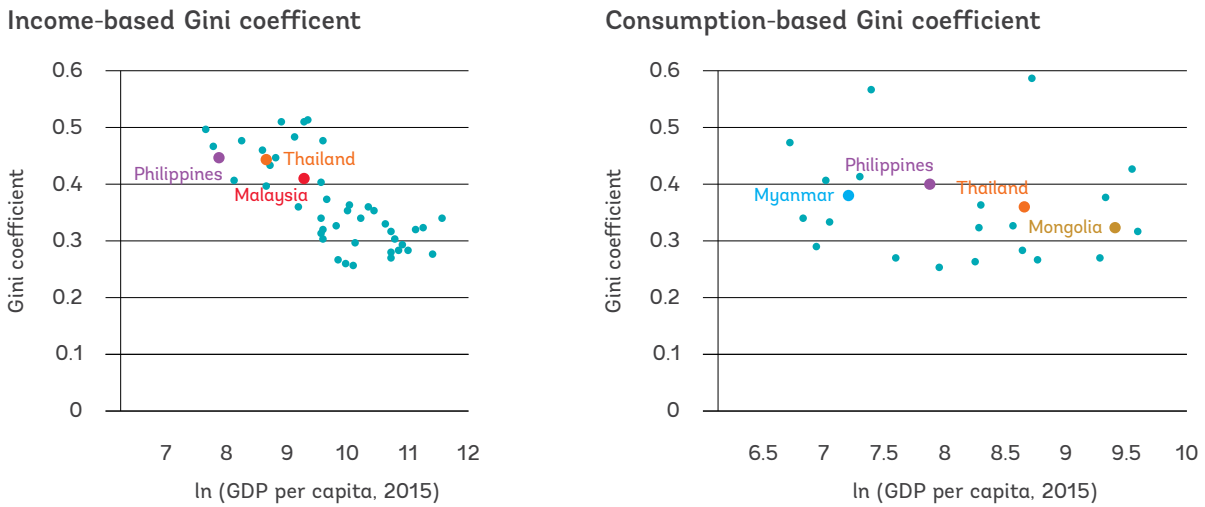 Income-based Gini coefficent
0.6
0.5
0.4
0.3
0.2
0.1
0
Gini coefficient
Philippines
Thailand
Malaysia
7 8 9 10 11 12
ln (GDP per capita, 2015)
Consumption-based Gini coefficient
0.6
0.5
0.4
0.3
0.2
0.1
0
Gini coefficient
Philippines
Myanmar
Thailand
Mongolia
6.5 7 7.5 8 8.5 9 9.5 10
ln (GDP per capita, 2015)